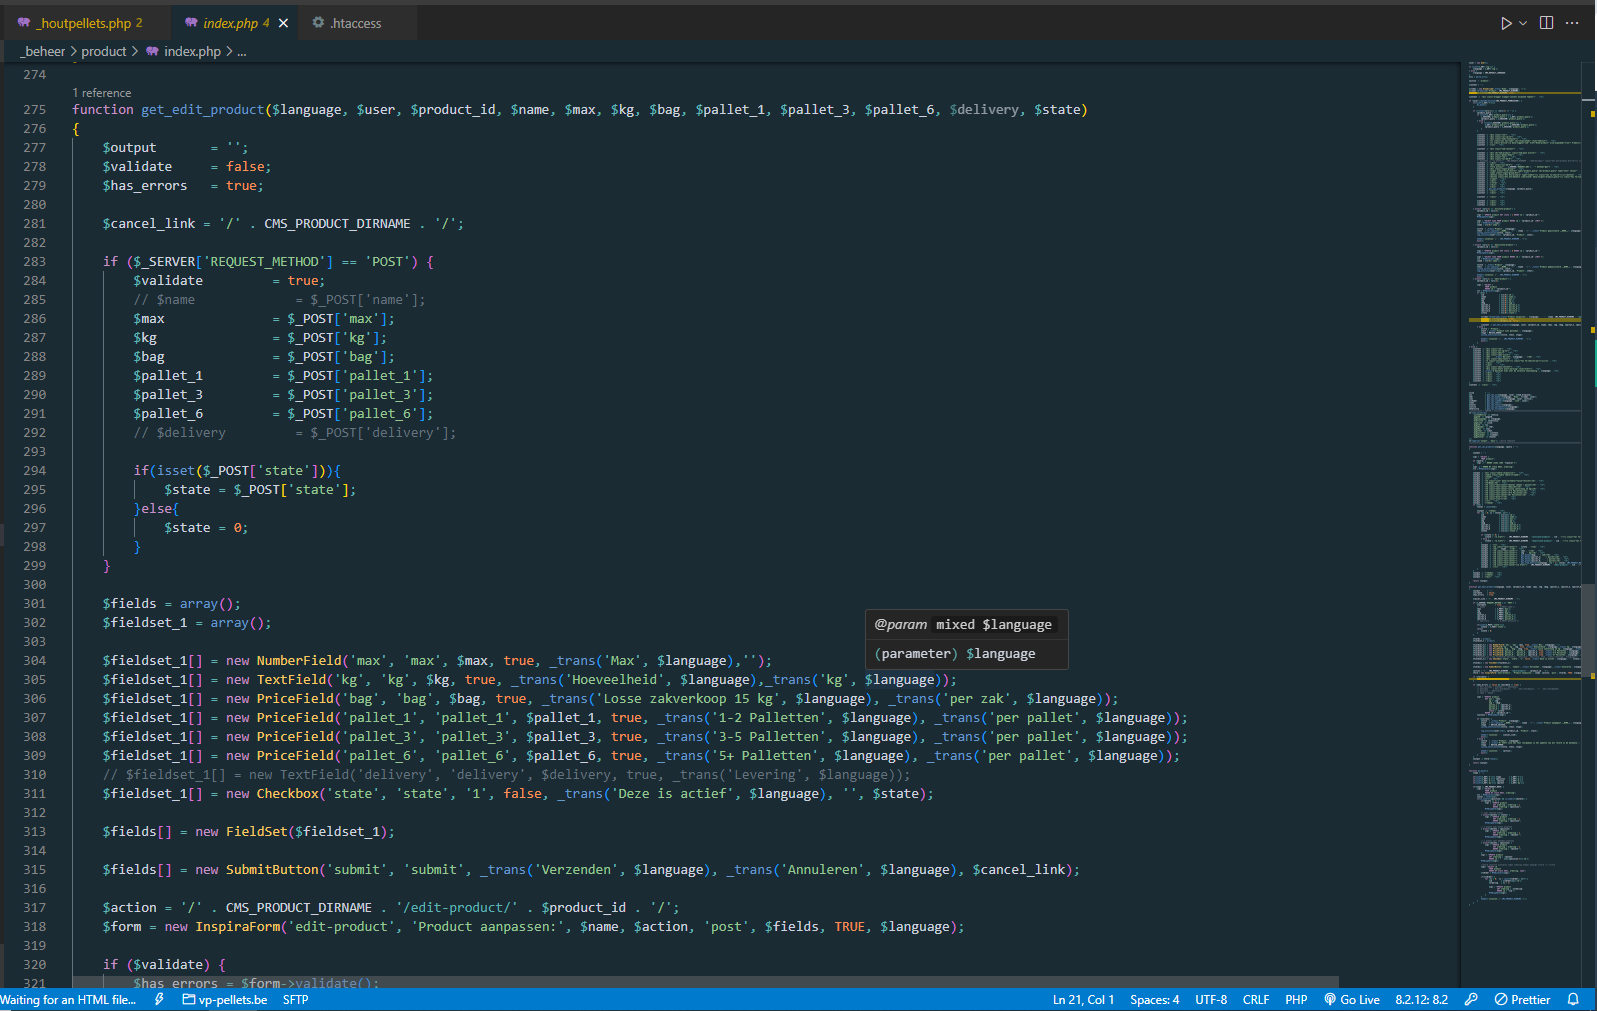 _houtpellets.php 2 index.php 4 .htaccess
_beheer > product > index.php > ...
274
1 reference
275 function get_edit_product($language, $user, $product_id, $name, $max, $kg, $bag, $pallet_1, $pallet_3, $pallet_6, $delivery, $state)
276 {
277 $output = '';
278 $validate = false;
279 $has_errors = true;
280
281 $cancel_link = '/' . CMS_PRODUCT_DIRNAME . '/';
282
283 if ($_SERVER['REQUEST_METHOD'] == 'POST') {
284 $validate = true;
285 // $name = $_POST['name'];
286 $max = $_POST['max'];
287 $kg = $_POST['kg'];
288 $bag = $_POST['bag'];
289 $pallet_1 = $_POST['pallet_1'];
290 $pallet_3 = $_POST['pallet_3'];
291 $pallet_6 = $_POST['pallet_6'];
292 // $delivery = $_POST['delivery'];
293
294 if(isset($_POST['state'])){
295 $state = $_POST['state'];
296 }else{
297 $state = 0;
298 }
299 }
300
301 $fields = array();
302 $fieldset_1 = array();
303
@param mixed $language
(parameter) $language
304 $fieldset_1[] = new NumberField('max', 'max', $max, true, _trans('Max', $language),'');
305 $fieldset_1[] = new TextField('kg', 'kg', $kg, true, _trans('Hoeveelheid', $language),_trans('kg', $language));
306 $fieldset_1[] = new PriceField('bag', 'bag', $bag, true, _trans('Losse zakverkoop 15 kg', $language), _trans('per zak', $language));
307 $fieldset_1[] = new PriceField('pallet_1', 'pallet_1', $pallet_1, true, _trans('1-2 Palletten', $language), _trans('per pallet', $language));
308 $fieldset_1[] = new PriceField('pallet_3', 'pallet_3', $pallet_3, true, _trans('3-5 Palletten', $language), _trans('per pallet', $language));
309 $fieldset_1[] = new PriceField('pallet_6', 'pallet_6', $pallet_6, true, _trans('5+ Palletten', $language), _trans('per pallet', $language));
310 // $fieldset_1[] = new TextField('delivery', 'delivery', $delivery, true, _trans('Levering', $language));
311 $fieldset_1[] = new Checkbox('state', 'state', '1', false, _trans('Deze is actief', $language), '', $state);
312
313 $fields[] = new FieldSet($fieldset_1);
314
315 $fields[] = new SubmitButton('submit', 'submit', _trans('Verzenden', $language), _trans('Annuleren', $language), $cancel_link);
316
317 $action = '/' . CMS_PRODUCT_DIRNAME . '/edit-product/' . $product_id . '/';
318 $form = new InspiraForm('edit-product', 'Product aanpassen:', $name, $action, 'post', $fields, TRUE, $language);
319
320 if ($validate) {
321 $has_errors = $form->validate();
Waiting for an HTML file... vp-pellets.be SFTP Ln 21, Col 1 Spaces: 4 UTF-8 CRLF PHP Go Live 8.2.12: 8.2 Prettier